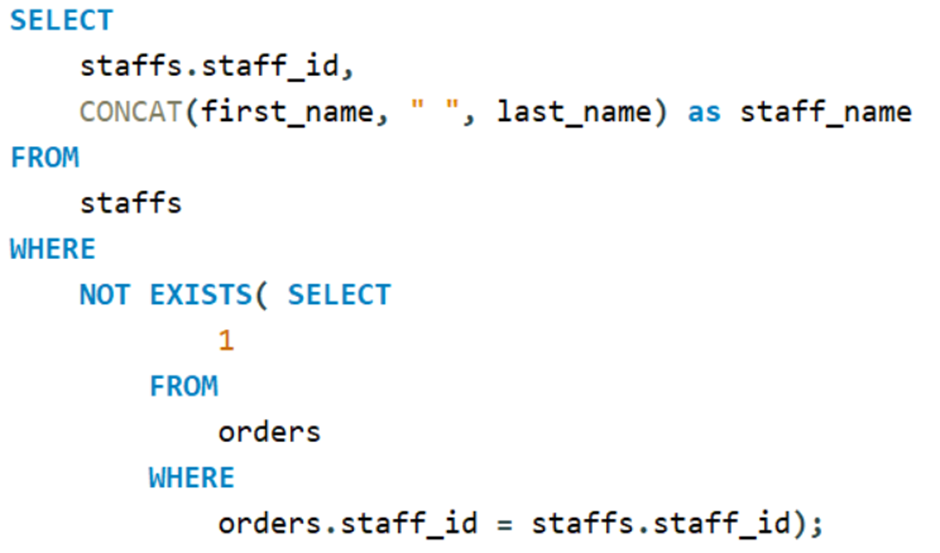 SELECT
    staffs.staff_id,
    CONCAT(first_name, " ", last_name) as staff_name
FROM
    staffs
WHERE
    NOT EXISTS( SELECT
            1
        FROM
            orders
        WHERE
            orders.staff_id = staffs.staff_id);